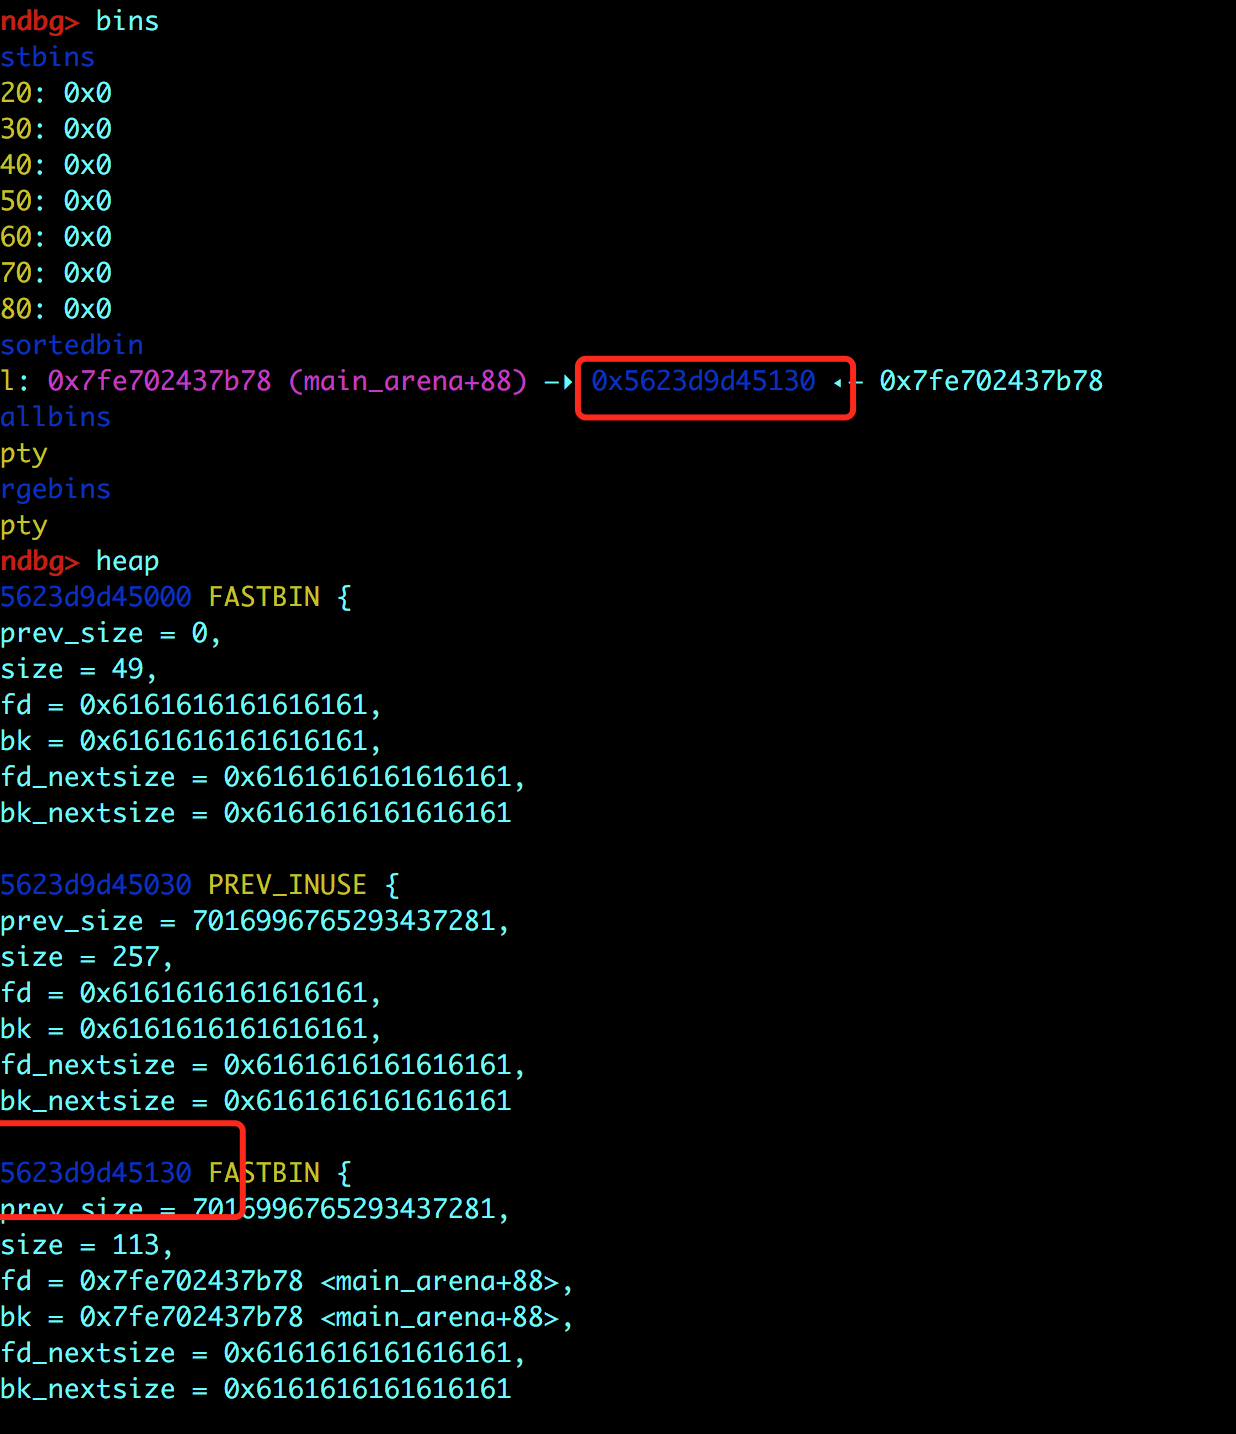 ndbg> bins
stbins
20: 0x0
30: 0x0
40: 0x0
50: 0x0
60: 0x0
70: 0x0
80: 0x0
sortedbin
l: 0x7fe702437b78 (main_arena+88) —▸ 0x5623d9d45130 ◂— 0x7fe702437b78
allbins
pty
rgebins
pty
ndbg> heap
5623d9d45000 FASTBIN {
prev_size = 0,
size = 49,
fd = 0x6161616161616161,
bk = 0x6161616161616161,
fd_nextsize = 0x6161616161616161,
bk_nextsize = 0x6161616161616161
5623d9d45030 PREV_INUSE {
prev_size = 7016996765293437281,
size = 257,
fd = 0x6161616161616161,
bk = 0x6161616161616161,
fd_nextsize = 0x6161616161616161,
bk_nextsize = 0x6161616161616161
5623d9d45130 FASTBIN {
prev_size = 7016996765293437281,
size = 113,
fd = 0x7fe702437b78 <main_arena+88>,
bk = 0x7fe702437b78 <main_arena+88>,
fd_nextsize = 0x6161616161616161,
bk_nextsize = 0x6161616161616161